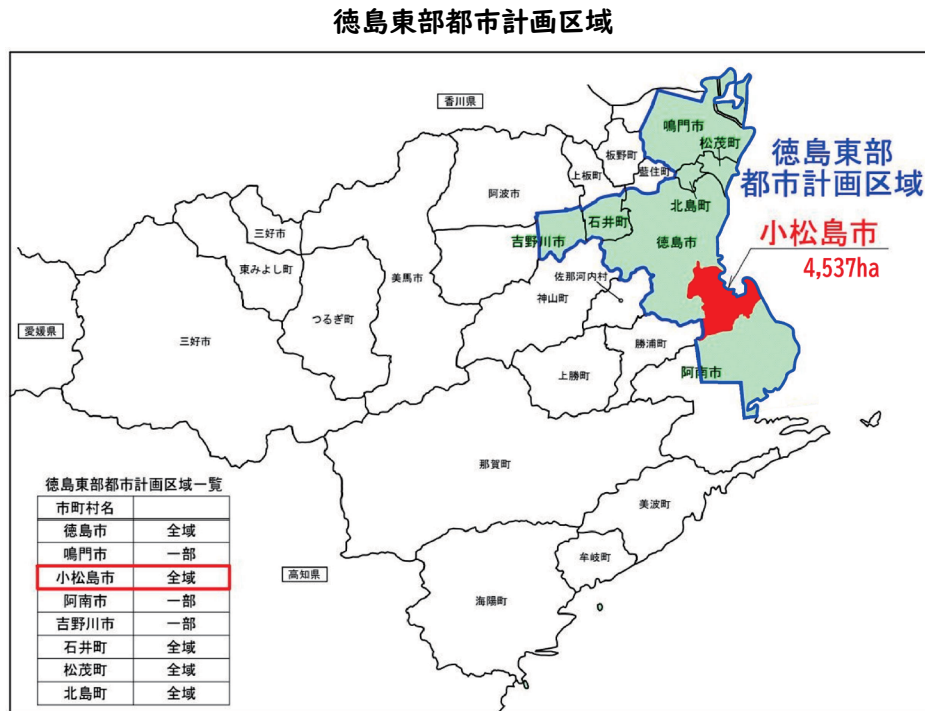 徳島東部都市計画区域
香川県
鳴門市
松茂町
板野町
藍住町
上板町
阿波市
徳島東部
都市計画区域
北島町
石井町
吉野川市
徳島市
三好市
小松島市
4,537ha
東みよし町
美馬市
佐那河内村
神山町
つるぎ町
愛媛県
三好市
勝浦町
上勝町
阿南市
那賀町
美波町
牟岐町
高知県
海陽町
徳島東部都市計画区域一覧
市町村名
徳島市 全域
鳴門市 一部
小松島市 全域
阿南市 一部
吉野川市 一部
石井町 全域
松茂町 全域
北島町 全域